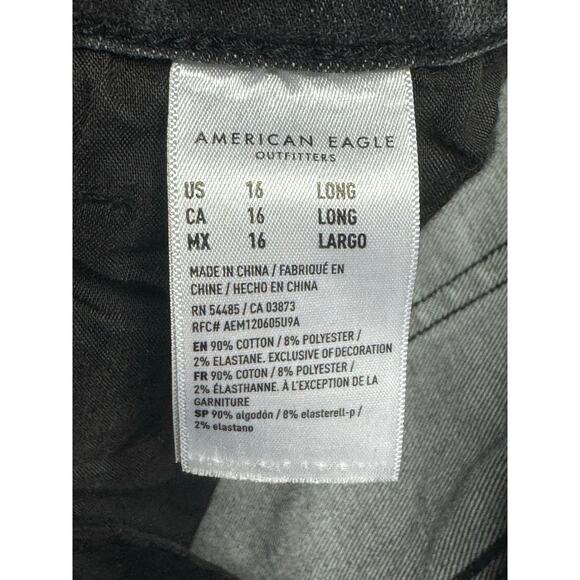 AMERICAN EAGLE
OUTFITTERS
US 16 LONG
CA 16 LONG
MX 16 LARGO
MADE IN CHINA / FABRIQUÉ EN
CHINE / HECHO EN CHINA
RN 54485 / CA 03873
RFC# AEM120605U9A
EN 90% COTTON / 8% POLYESTER /
2% ELASTANE. EXCLUSIVE OF DECORATION
FR 90% COTON / 8% POLYESTER /
2% ÉLASTHANNE. À L'EXCEPTION DE LA
GARNITURE
SP 90% algodón / 8% elasterell-p /
2% elastano